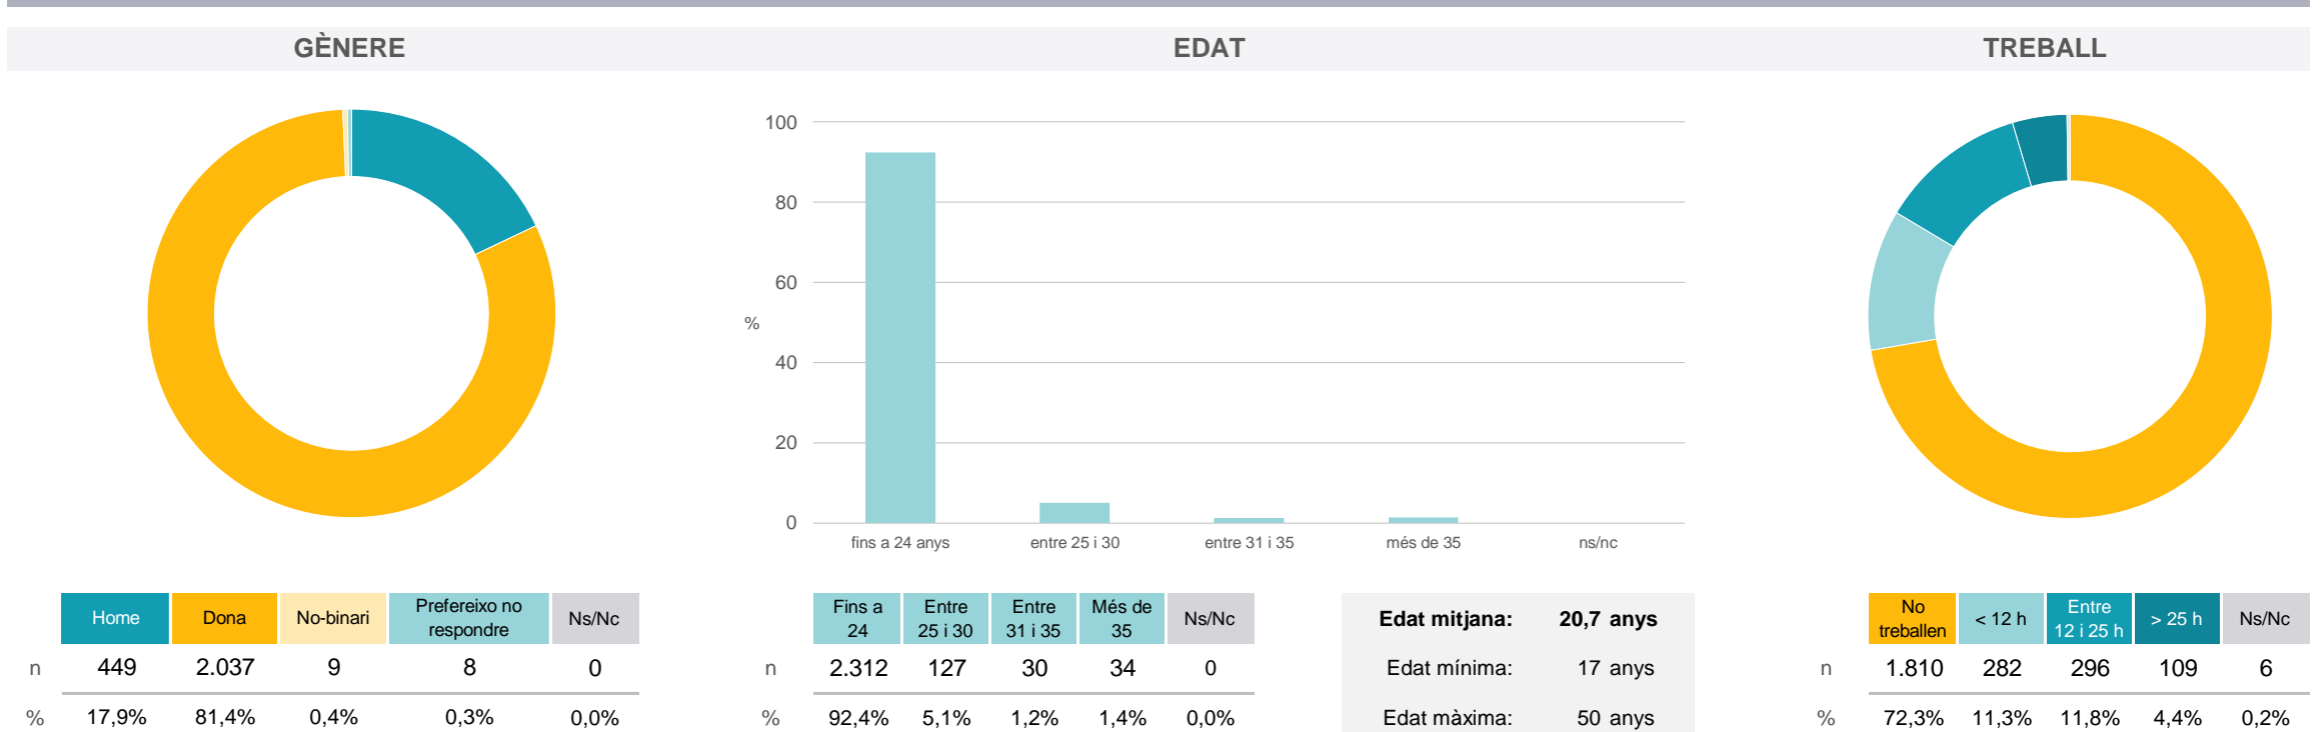 GÈNERE
EDAT
TREBALL
100
80
60
%
40
20
0
fins a 24 anys
entre 25 i 30
entre 31 i 35
més de 35
ns/nc
Home Dona No-binari Prefereixo no respondre Ns/Nc
n 449 2.037 9 8 0
% 17,9% 81,4% 0,4% 0,3% 0,0%
Fins a 24 Entre 25 i 30 Entre 31 i 35 Més de 35 Ns/Nc
n 2.312 127 30 34 0
% 92,4% 5,1% 1,2% 1,4% 0,0%
Edat mitjana: 20,7 anys
Edat mínima: 17 anys
Edat màxima: 50 anys
No treballen < 12 h Entre 12 i 25 h > 25 h Ns/Nc
n 1.810 282 296 109 6
% 72,3% 11,3% 11,8% 4,4% 0,2%